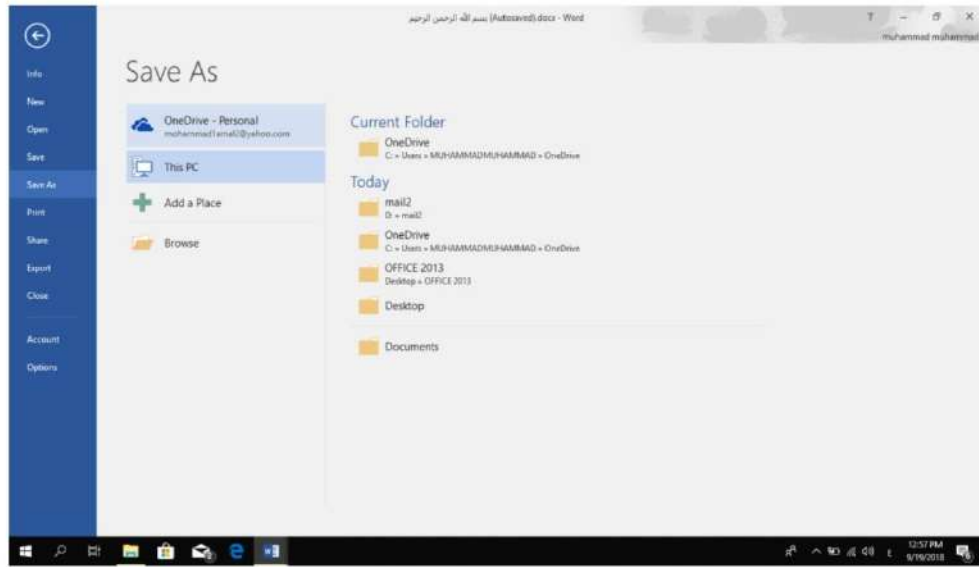 بسم الله الرحمن الرحيم (Autosaved).docx - Word
?
muhammad muhammad
Info
New
Open
Save
Save As
Print
Share
Export
Close
Account
Options
Save As
OneDrive - Personal
This PC
Add a Place
Browse
Current Folder
OneDrive
C: » Users » MUHAMMADMUHAMMAD » OneDrive
Today
mail2
D: » mail2
OneDrive
C: » Users » MUHAMMADMUHAMMAD » OneDrive
OFFICE 2013
Desktop » OFFICE 2013
Desktop
Documents
12:57 PM
9/19/2018